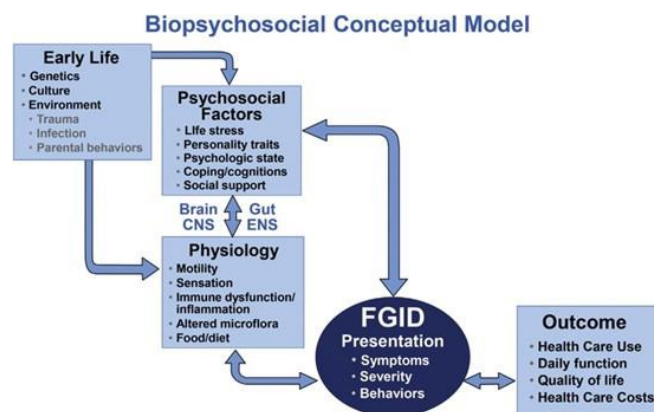 Biopsychosocial Conceptual Model
Early Life
• Genetics
• Culture
• Environment
• Trauma
• Infection
• Parental behaviors
Psychosocial
Factors
• LIfe stress
• Personality traits
• Psychologic state
• Coping/cognitions
• Social support
Brain Gut
CNS ENS
Physiology
• Motility
• Sensation
• Immune dysfunction/
inflammation
• Altered microflora
• Food/diet
FGID
Presentation
• Symptoms
• Severity
• Behaviors
Outcome
• Health Care Use
• Daily function
• Quality of life
• Health Care Costs